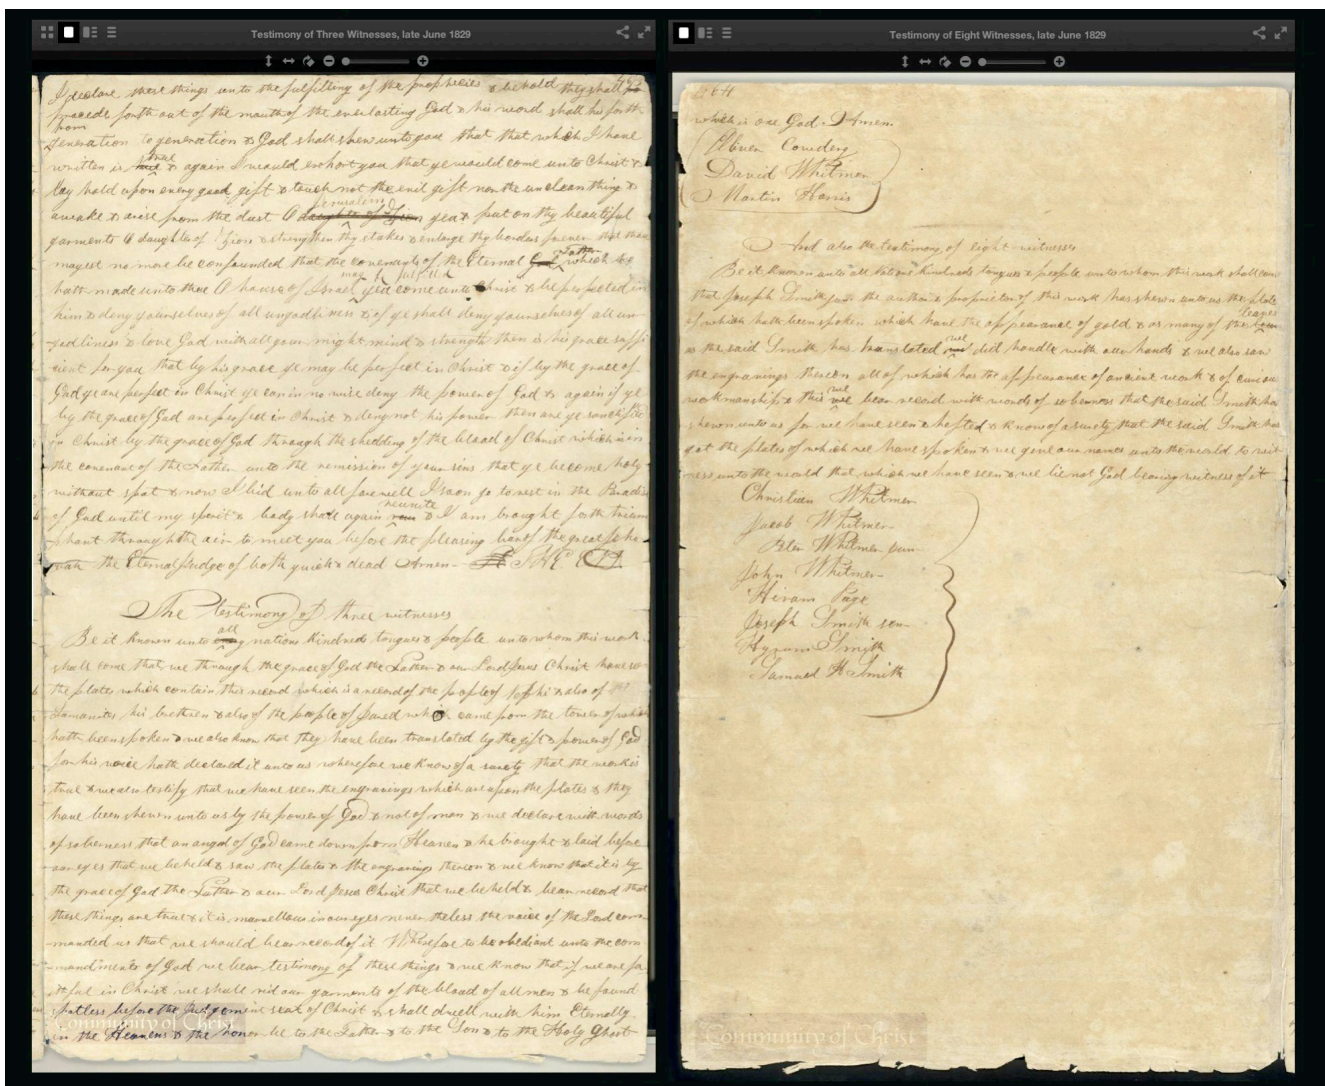 Testimony of Three Witnesses, late June 1829
I declare these things unto the fulfilling of the prophecies & behold they shall
proceed forth out of the mouth of the everlasting God & his word shall his forth
from
generation to generation & God shall shew unto you that that which I have
true
written is & again I would exhort you that ye would come unto Christ &
lay hold upon every good gift & touch not the evil gift nor the unclean thing &
Jerusalem
awake & arise from the dust O daughter of Zion yea & put on thy beautiful
garments O daughter of Zion & strengthen thy stakes & enlarge thy borders forever that thou
Father
mayest no more be confounded that the covenants of the Eternal God which he
may be fulfilled
hath made unto thee O house of Israel yea come unto Christ & be perfected in
him & deny yourselves of all ungodliness & if ye shall deny yourselves of all un-
godliness & love God with all your might mind & strength then is his grace suffi
cient for you that by his grace ye may be perfect in Christ & if by the grace of
God ye are perfect in Christ ye can in no wise deny the power of God & again if ye
by the grace of God are perfect in Christ & deny not his power then are ye sanctified
in Christ by the grace of God through the shedding of the blood of Christ which is in
the covenant of the Father unto the remission of your sins that ye become holy
without spot & now I bid unto all farewell I soon go to rest in the Paradise
reunite
of God until my spirit & body shall again & I am brought forth trium
phant through the air to meet you before the pleasing bar of the great Jeho
vah the Eternal Judge of both quick & dead Amen-
The testimony of three witnesses
all
Be it known unto nations kindreds tongues & people unto whom this work
shall come that we through the grace of God the Father & our Lord Jesus Christ have seen
the plates which contain this record which is a record of the people of Nephi & also of the
Lamanites his brethren & also of the people of Jared which came from the tower of which
hath been spoken & we also know that they have been translated by the gift & power of God
for his voice hath declared it unto us wherefore we know of a surety that the work is
true & we also testify that we have seen the engravings which are upon the plates & they
have been shewn unto us by the power of God & not of man & we declare with words
of soberness that an angel of God came down from Heaven & he brought & laid before
our eyes that we beheld & saw the plates & the engravings thereon & we know that it is by
the grace of God the Father & our Lord Jesus Christ that we beheld & bear record that
these things are true & it is marvellous in our eyes nevertheless the voice of the Lord com
manded us that we should bear record of it Wherefore to be obediant unto the com
mandments of God we bear testimony of these things & we know that if we are fa
ithful in Christ we shall rid our garments of the blood of all men & be found
spotless before the Judgement seat of Christ & shall dwell with him Eternally
in the Heavens & the honor be to the Father & to the Son & to the Holy Ghost
Community of Christ
Testimony of Eight Witnesses, late June 1829
which is one God Amen
Oliver Cowdery
David Whitmer
Martin Harris
And also the testimony of eight witnesses
Be it known unto all nations kindreds tongues & people unto whom this work shall come
that Joseph Smith jun the author & proprietor of this work has shewn unto us the plates
leaves
of which hath been spoken which have the appearance of gold & as many of the
we
as the said Smith has translated did handle with our hands & we also saw
the engravings thereon all of which has the appearance of ancient work & of curious
we
workmanship & this we bear record with words of soberness that the said Smith has
shewn unto us for we have seen & hefted & know of a surety that the said Smith has
got the plates of which we have spoken & we give our names unto the world to wit
ness unto the world that which we have seen & we lie not God bearing witness of it
Christian Whitmer
Jacob Whitmer
Peter Whitmer jun
John Whitmer
Hiram Page
Joseph Smith sen
Hyrum Smith
Samuel H Smith
Community of Christ